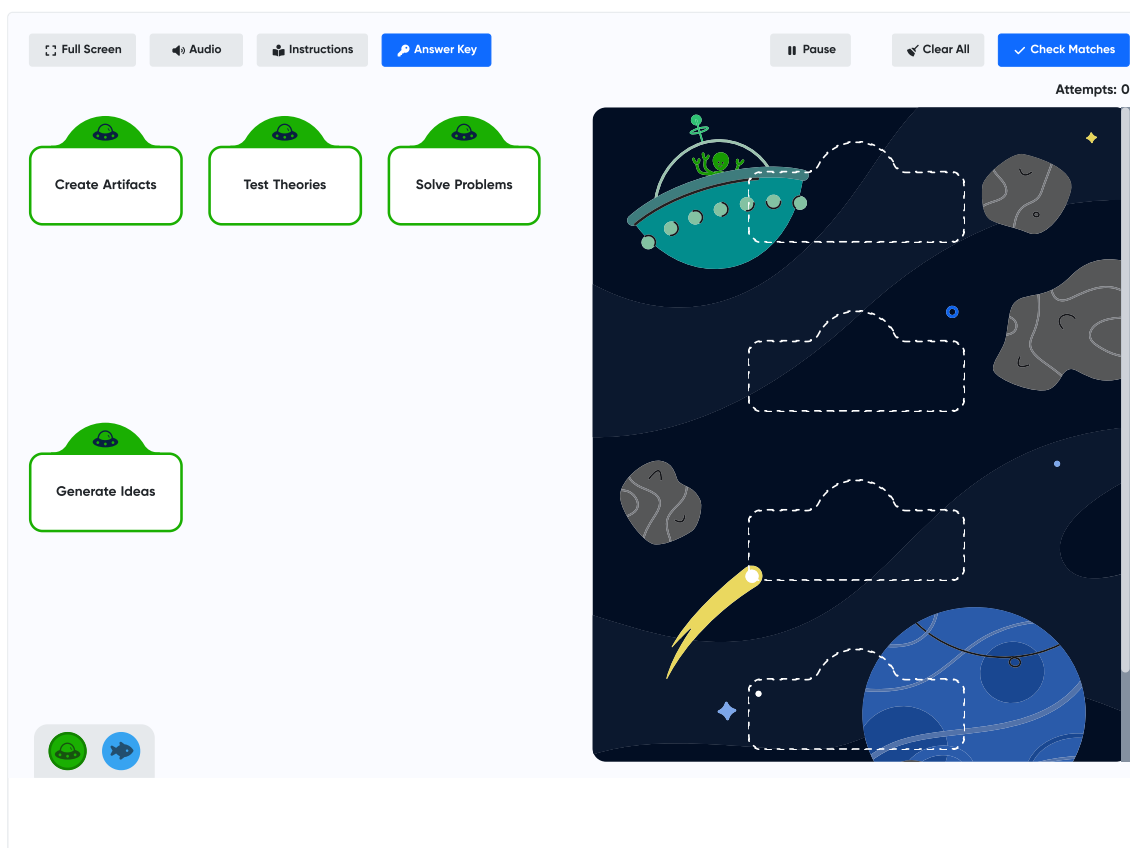 Full Screen
Audio
Instructions
Answer Key
Pause
Clear All
Check Matches
Attempts: 0
Create Artifacts
Test Theories
Solve Problems
Generate Ideas